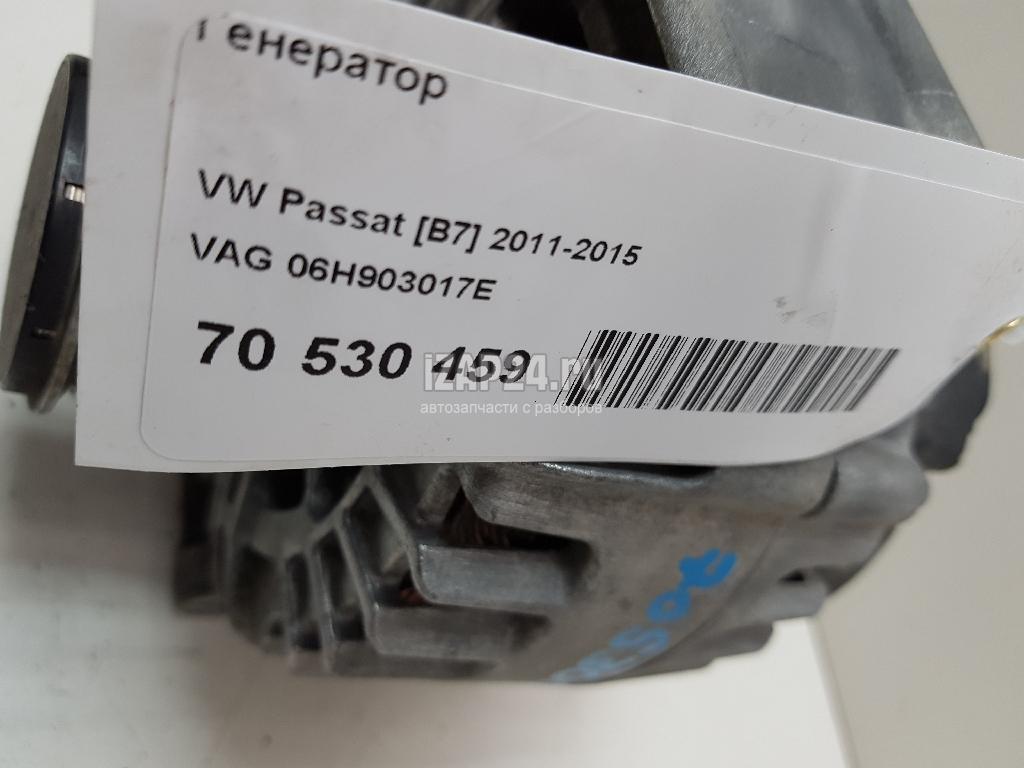 Генератор
VW Passat [B7] 2011-2015
VAG 06H903017E
70 530 459
iZAP24.ru
автозапчасти с разборов